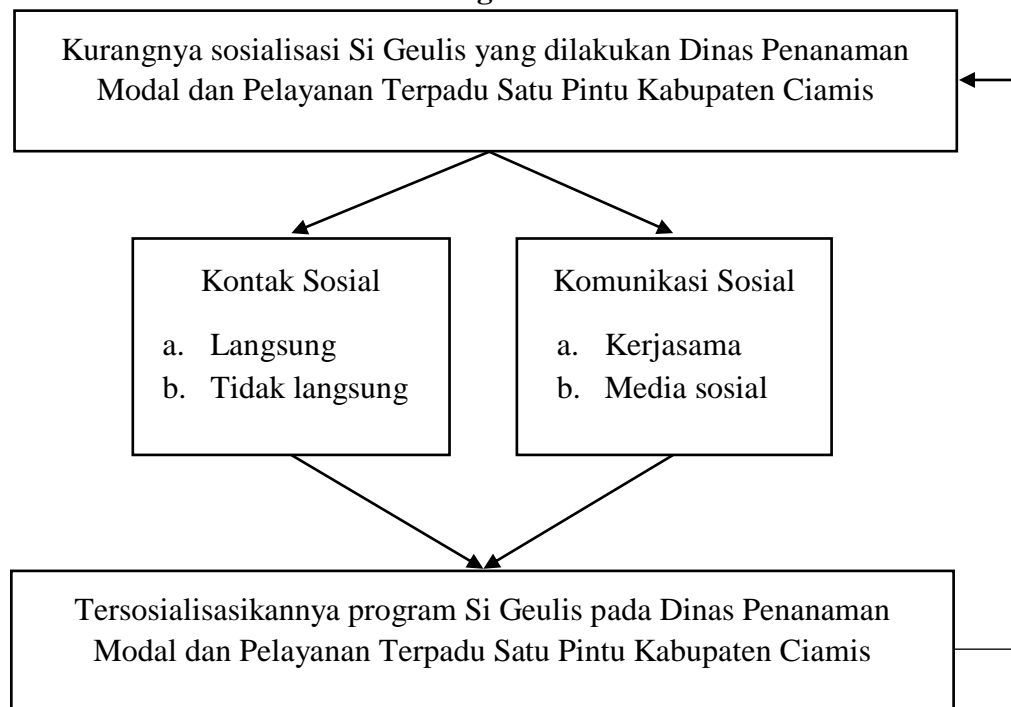 Kurangnya sosialisasi Si Geulis yang dilakukan Dinas Penanaman
Modal dan Pelayanan Terpadu Satu Pintu Kabupaten Ciamis
Kontak Sosial
a. Langsung
b. Tidak langsung
Komunikasi Sosial
a. Kerjasama
b. Media sosial
Tersosialisasikannya program Si Geulis pada Dinas Penanaman
Modal dan Pelayanan Terpadu Satu Pintu Kabupaten Ciamis